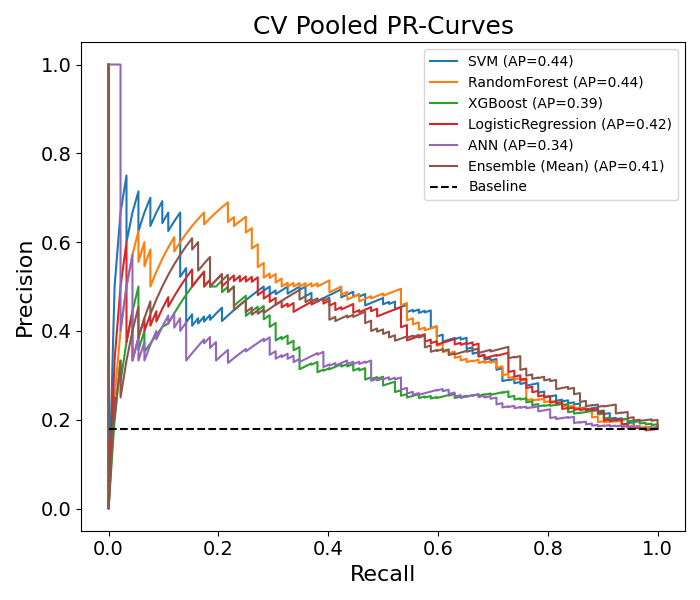 CV Pooled PR-Curves
SVM (AP=0.44)
RandomForest (AP=0.44)
XGBoost (AP=0.39)
LogisticRegression (AP=0.42)
ANN (AP=0.34)
Ensemble (Mean) (AP=0.41)
Baseline
Precision
1.0
0.8
0.6
0.4
0.2
0.0
0.0 0.2 0.4 0.6 0.8 1.0
Recall